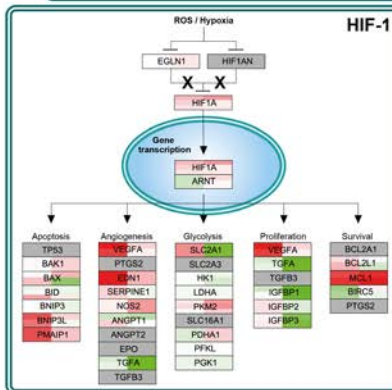 ROS / Hypoxia
HIF-1
EGLN1 HIF1AN
X X
HIF1A
Gene
transcription
HIF1A
ARNT
Apoptosis
TP53
BAK1
BAX
BID
BNIP3
BNIP3L
PMAIP1
Angiogenesis
VEGFA
PTGS2
EDN1
SERPINE1
NOS2
ANGPT1
ANGPT2
EPO
TGFA
TGFB3
Glycolysis
SLC2A1
SLC2A3
HK1
LDHA
PKM2
SLC16A1
PDHA1
PFKL
PGK1
Proliferation
VEGFA
TGFA
TGFB3
IGFBP1
IGFBP2
IGFBP3
Survival
BCL2A1
BCL2L1
MCL1
BIRC5
PTGS2